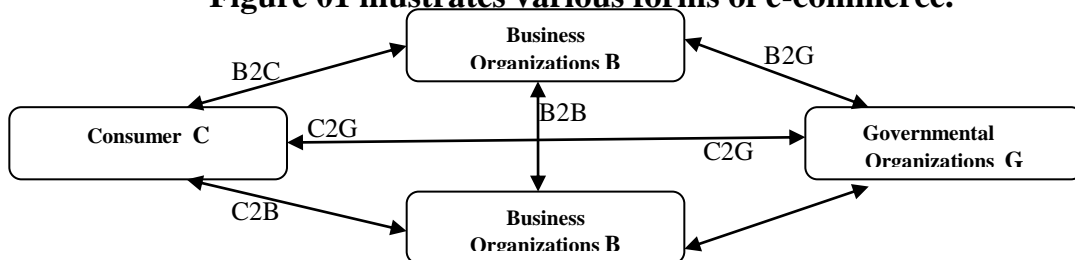 Figure 01 illustrates various forms of e-commerce.
Business
Organizations B
B2G
B2C
B2B
Consumer C
C2G
Governmental
Organizations G
C2G
C2B
Business
Organizations B